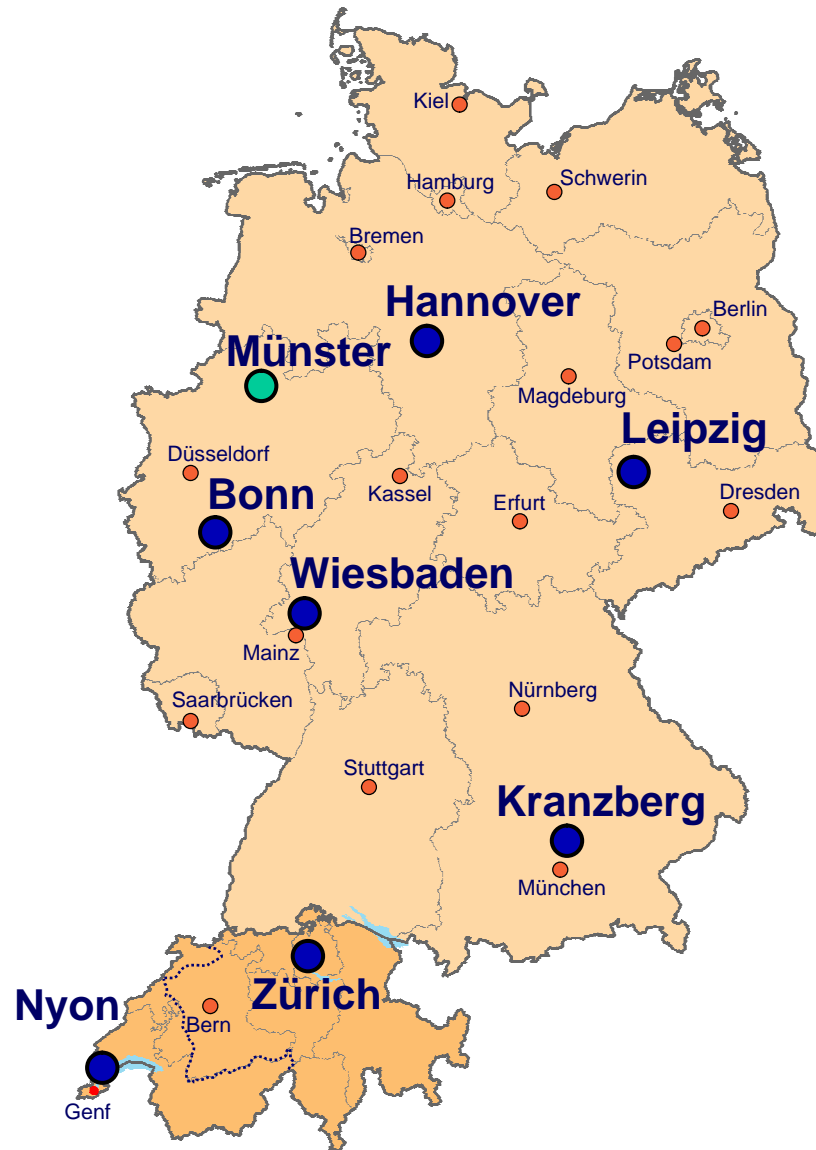 Kiel
Hamburg
Schwerin
Bremen
Hannover
Berlin
Münster
Potsdam
Magdeburg
Leipzig
Düsseldorf
Kassel
Bonn
Erfurt
Dresden
Wiesbaden
Mainz
Saarbrücken
Nürnberg
Stuttgart
Kranzberg
München
Zürich
Nyon
Bern
Genf